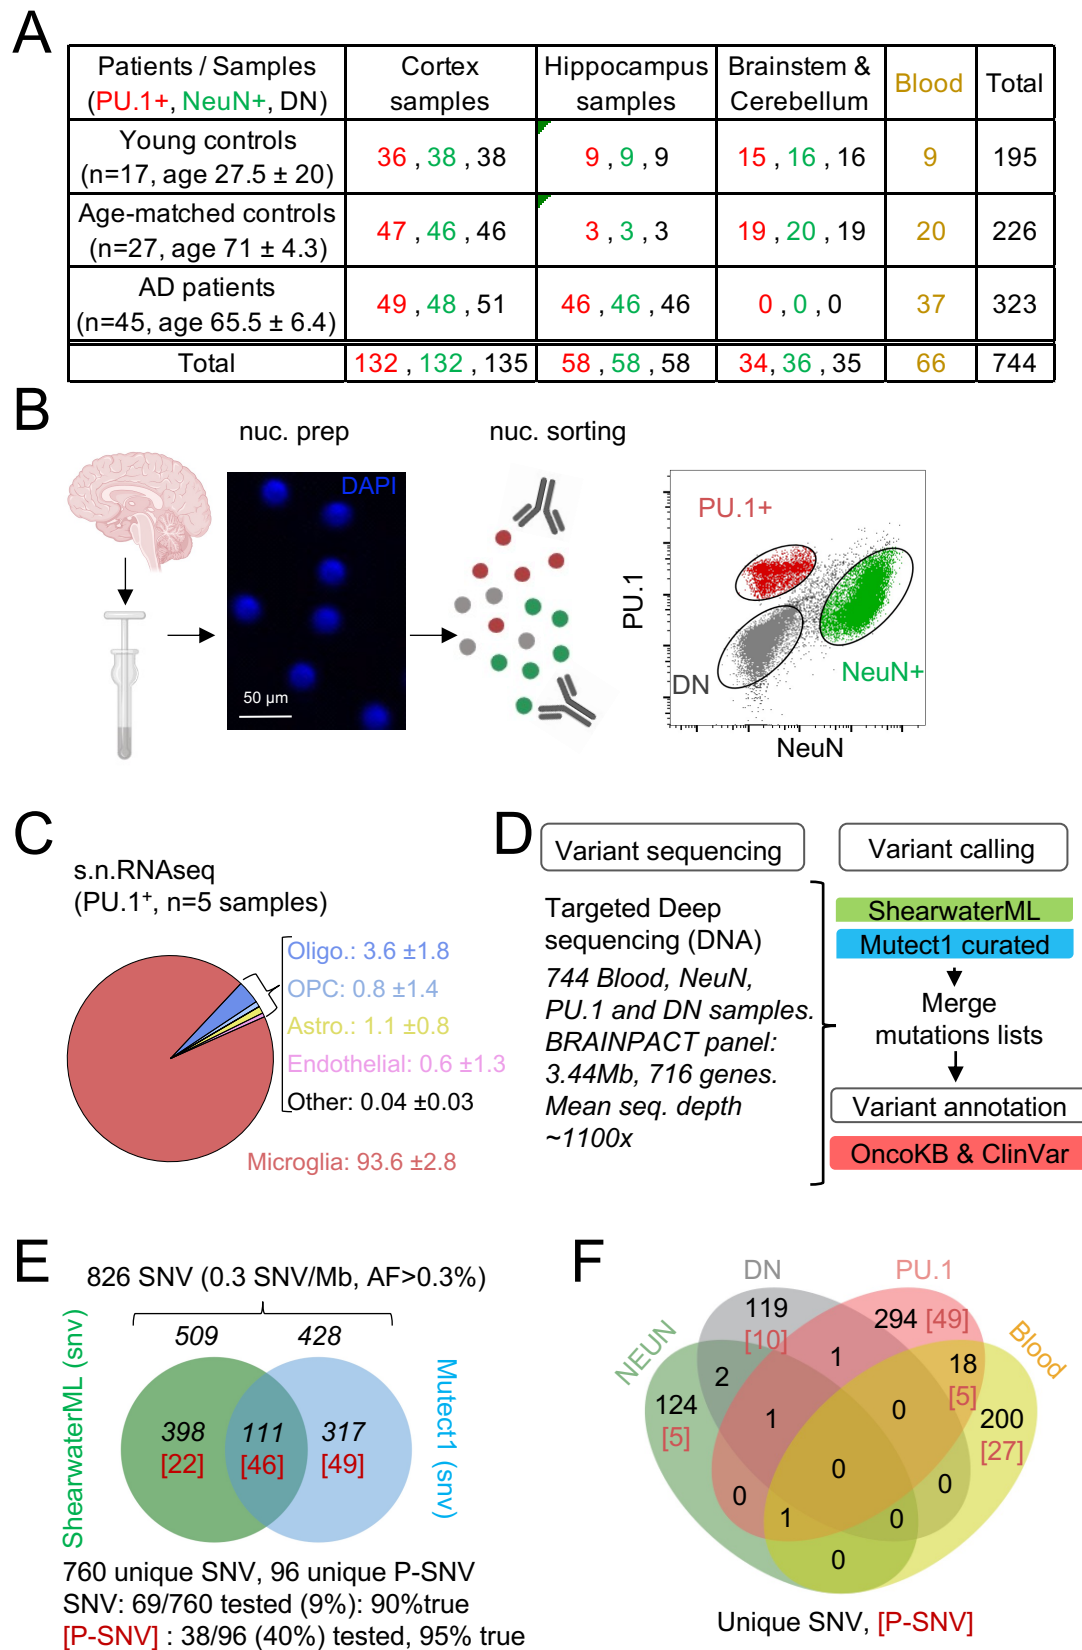 A
Patients / Samples
(PU.1+, NeuN+, DN)
Cortex
samples
Hippocampus
samples
Brainstem &
Cerebellum
Blood
Total
Young controls
(n=17, age 27.5 ± 20)
36 , 38 , 38
9 , 9 , 9
15 , 16 , 16
9
195
Age-matched controls
(n=27, age 71 ± 4.3)
47 , 46 , 46
3 , 3 , 3
19 , 20 , 19
20
226
AD patients
(n=45, age 65.5 ± 6.4)
49 , 48 , 51
46 , 46 , 46
0 , 0 , 0
37
323
Total
132 , 132 , 135
58 , 58 , 58
34, 36 , 35
66
744
B
nuc. prep
nuc. sorting
DAPI
50 µm
PU.1+
PU.1
DN
NeuN+
NeuN
C
s.n.RNAseq
(PU.1+, n=5 samples)
Oligo.: 3.6 ±1.8
OPC: 0.8 ±1.4
Astro.: 1.1 ±0.8
Endothelial: 0.6 ±1.3
Other: 0.04 ±0.03
Microglia: 93.6 ±2.8
D
Variant sequencing
Targeted Deep
sequencing (DNA)
744 Blood, NeuN,
PU.1 and DN samples.
BRAINPACT panel:
3.44Mb, 716 genes.
Mean seq. depth
~1100x
Variant calling
ShearwaterML
Mutect1 curated
Merge
mutations lists
Variant annotation
OncoKB & ClinVar
E
826 SNV (0.3 SNV/Mb, AF>0.3%)
509
428
ShearwaterML (snv)
398
[22]
111
[46]
317
[49]
Mutect1 (snv)
760 unique SNV, 96 unique P-SNV
SNV: 69/760 tested (9%): 90%true
[P-SNV] : 38/96 (40%) tested, 95% true
F
NEUN
DN
PU.1
Blood
119
[10]
294 [49]
1
18
[5]
2
124
[5]
1
0
200
[27]
0
0
0
1
0
0
Unique SNV, [P-SNV]